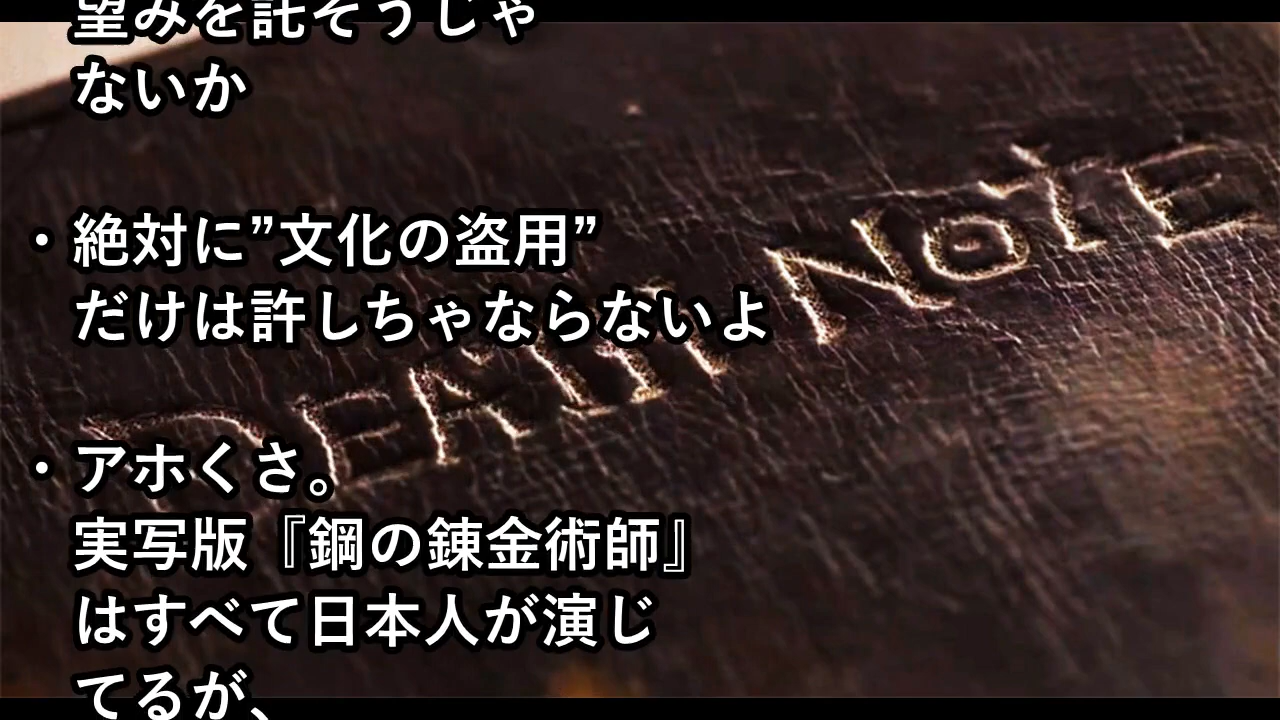 望みを託そうじゃ
ないか
・絶対に”文化の盗用”
だけは許しちゃならないよ
・アホくさ。
実写版『鋼の錬金術師』
はすべて日本人が演じ
てるが、
DEATH NOTE